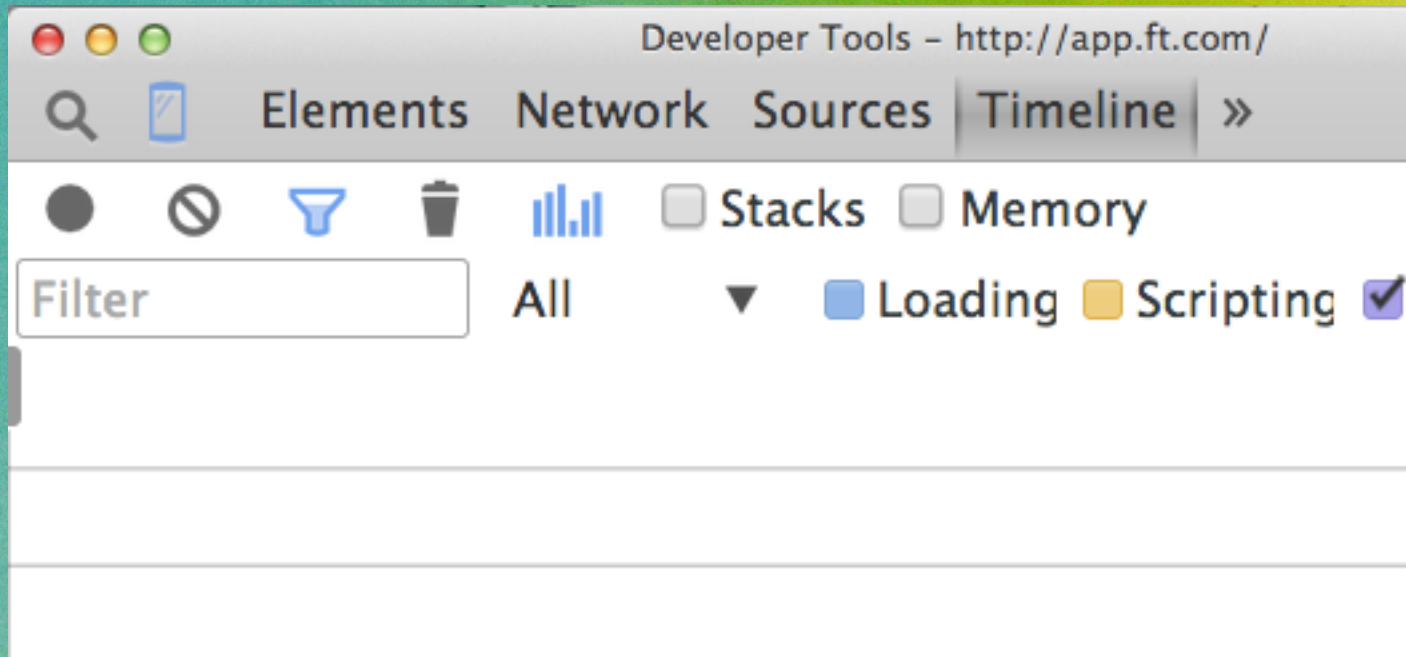 Developer Tools – http://app.ft.com/
Elements Network Sources Timeline »
Stacks Memory
Filter All Loading Scripting